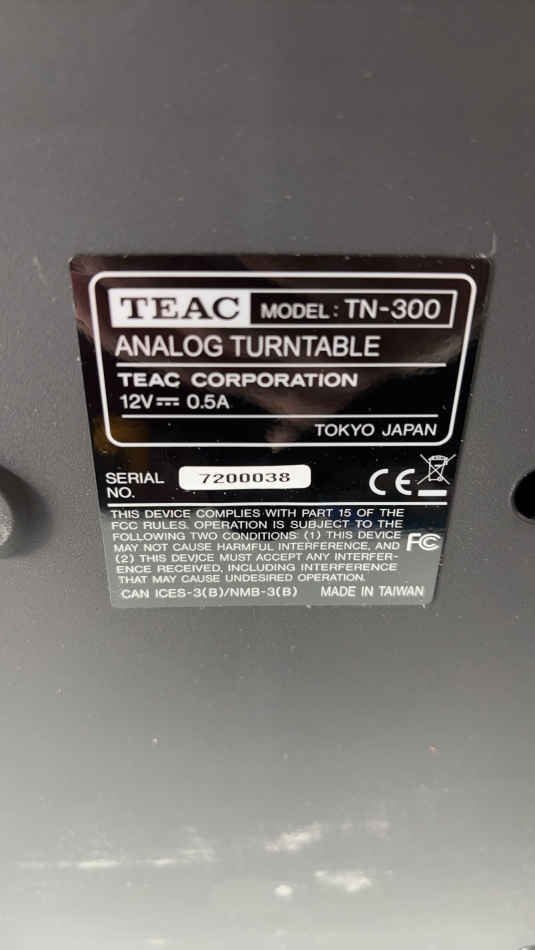 TEAC MODEL: TN-300
ANALOG TURNTABLE
TEAC CORPORATION
12V⎓ 0.5A
TOKYO JAPAN
SERIAL NO. 7200038
CE
THIS DEVICE COMPLIES WITH PART 15 OF THE
FCC RULES. OPERATION IS SUBJECT TO THE
FOLLOWING TWO CONDITIONS: (1) THIS DEVICE
MAY NOT CAUSE HARMFUL INTERFERENCE, AND
(2) THIS DEVICE MUST ACCEPT ANY INTERFER-
ENCE RECEIVED, INCLUDING INTERFERENCE
THAT MAY CAUSE UNDESIRED OPERATION.
FC
CAN ICES-3(B)/NMB-3(B) MADE IN TAIWAN